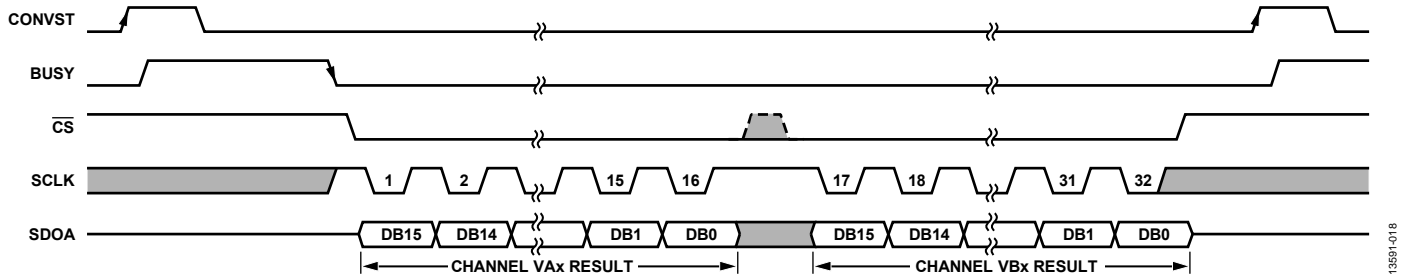 CONVST
BUSY
CS
SCLK 1 2 15 16 17 18 31 32
SDOA DB15 DB14 DB1 DB0 DB15 DB14 DB1 DB0
CHANNEL VAx RESULT CHANNEL VBx RESULT
13591-018